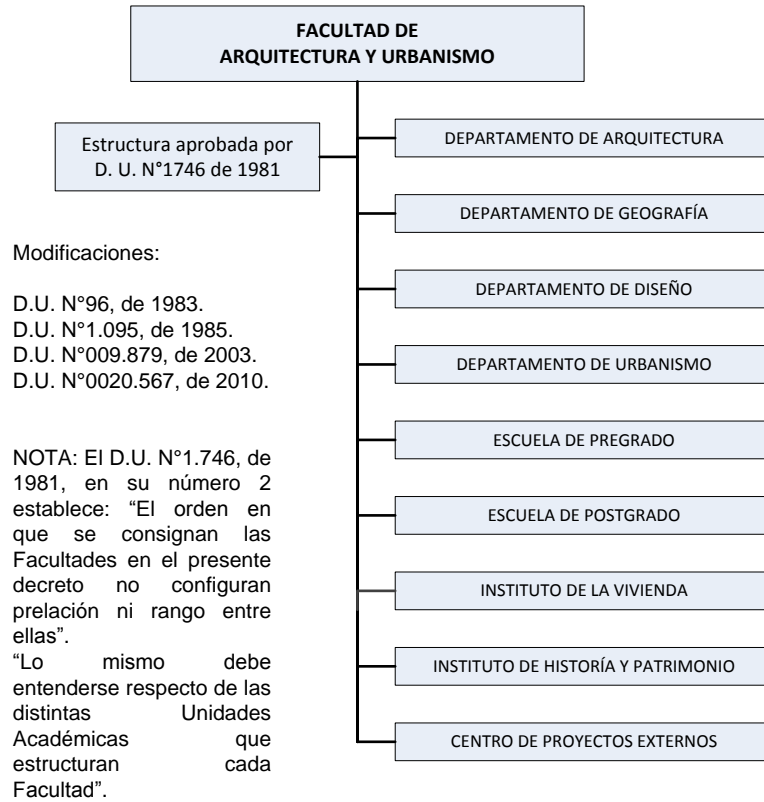 FACULTAD DE
ARQUITECTURA Y URBANISMO
Estructura aprobada por
D. U. N°1746 de 1981
DEPARTAMENTO DE ARQUITECTURA
DEPARTAMENTO DE GEOGRAFÍA
DEPARTAMENTO DE DISEÑO
DEPARTAMENTO DE URBANISMO
ESCUELA DE PREGRADO
ESCUELA DE POSTGRADO
INSTITUTO DE LA VIVIENDA
INSTITUTO DE HISTORÍA Y PATRIMONIO
CENTRO DE PROYECTOS EXTERNOS
Modificaciones:
D.U. N°96, de 1983.
D.U. N°1.095, de 1985.
D.U. N°009.879, de 2003.
D.U. N°0020.567, de 2010.
NOTA: El D.U. N°1.746, de
1981, en su número 2
establece: “El orden en
que se consignan las
Facultades en el presente
decreto no configuran
prelación ni rango entre
ellas”.
“Lo mismo debe
entenderse respecto de las
distintas Unidades
Académicas que
estructuran cada
Facultad”.